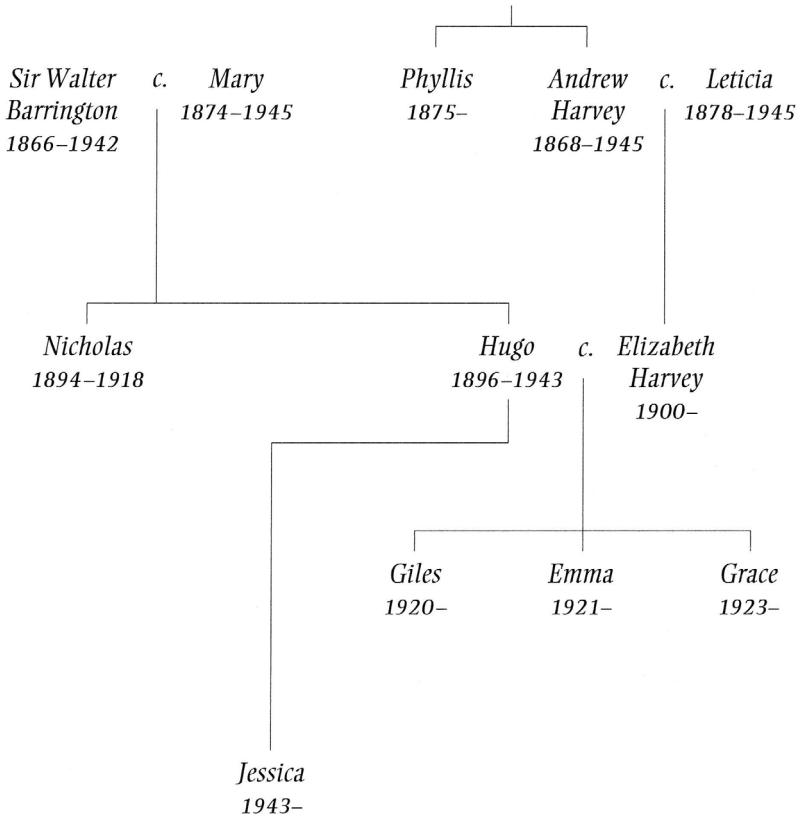 Sir Walter
Barrington
1866–1942
c.
Mary
1874–1945
Phyllis
1875–
Andrew
Harvey
1868–1945
c.
Leticia
1878–1945
Nicholas
1894–1918
Hugo
1896–1943
c.
Elizabeth
Harvey
1900–
Giles
1920–
Emma
1921–
Grace
1923–
Jessica
1943–